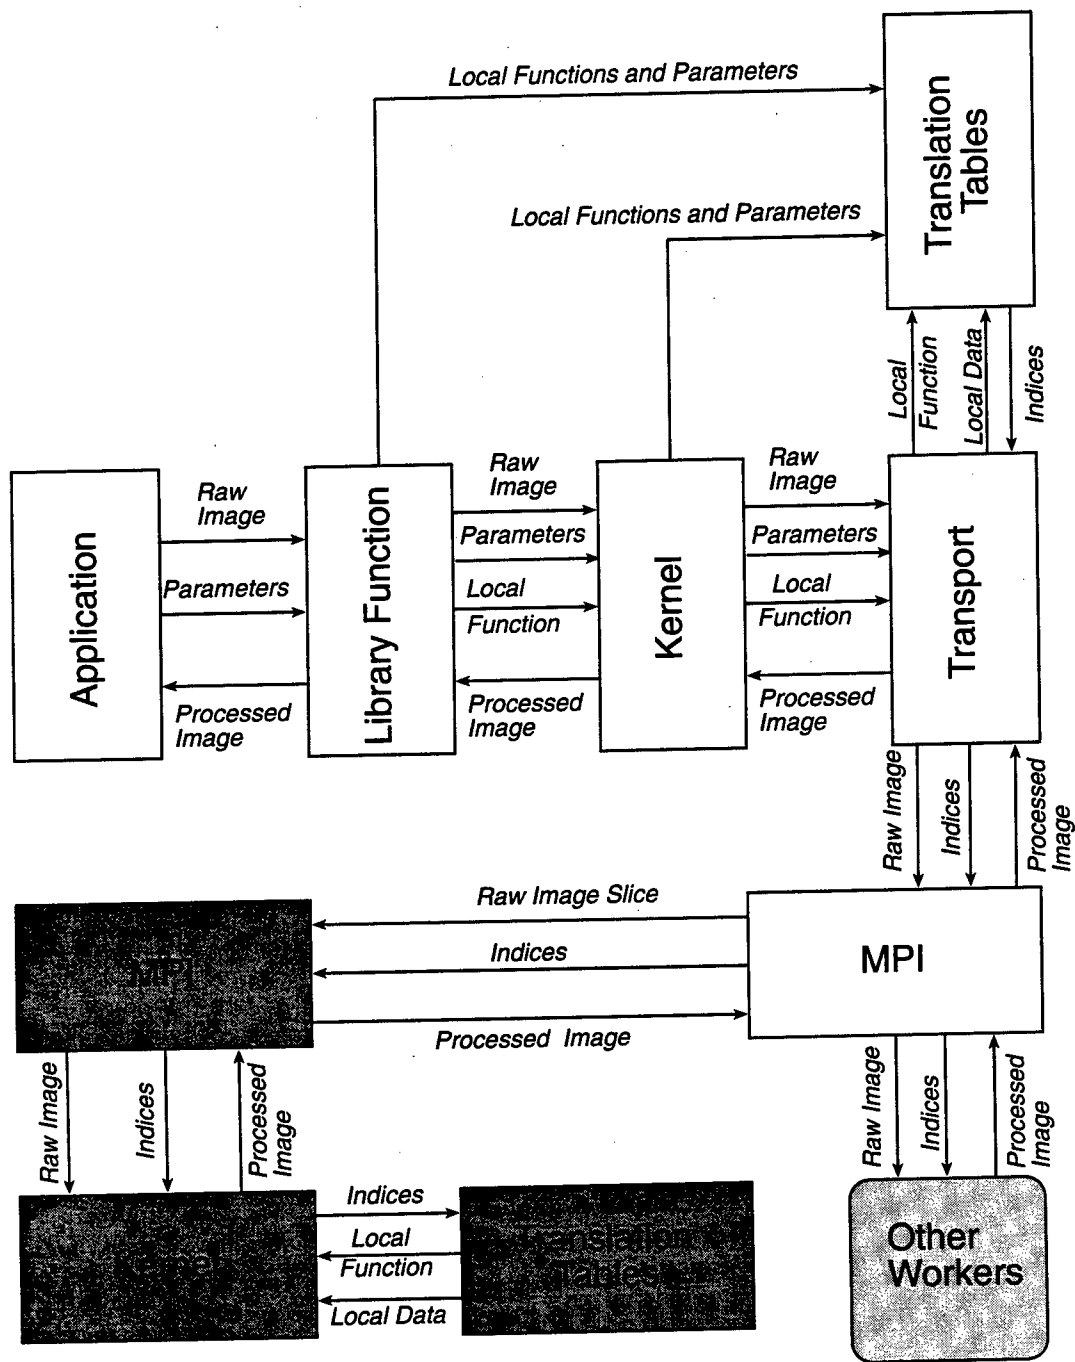 Local Functions and Parameters
Translation
Tables
Local Functions and Parameters
Local
Function
Local Data
Indices
Application
Raw
Image
Parameters
Processed
Image
Library Function
Raw
Image
Parameters
Local
Function
Processed
Image
Kernel
Raw
Image
Parameters
Local
Function
Processed
Image
Transport
Raw Image
Indices
Processed
Image
MPI
Raw Image Slice
Indices
Processed Image
MPI
Raw Image
Indices
Processed
Image
Raw Image
Indices
Processed
Image
Indices
Local
Function
Local Data
Translation
Tables
Other
Workers